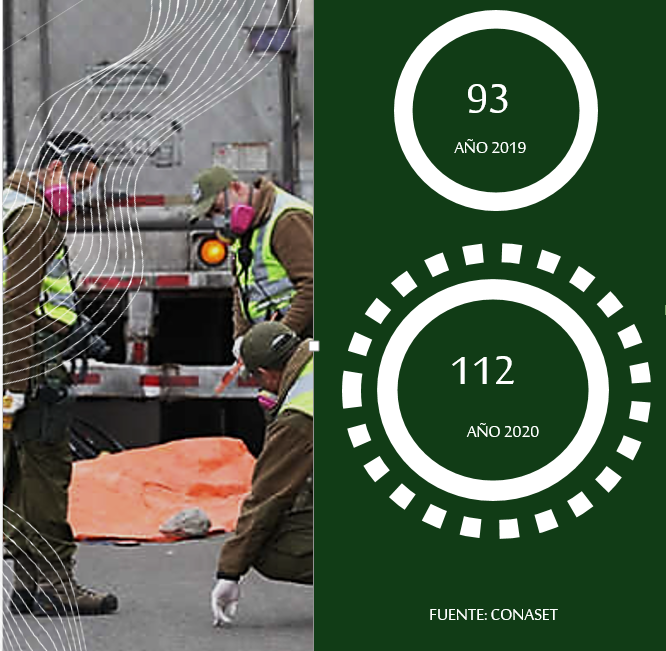 93
AÑO 2019
112
AÑO 2020
FUENTE: CONASET